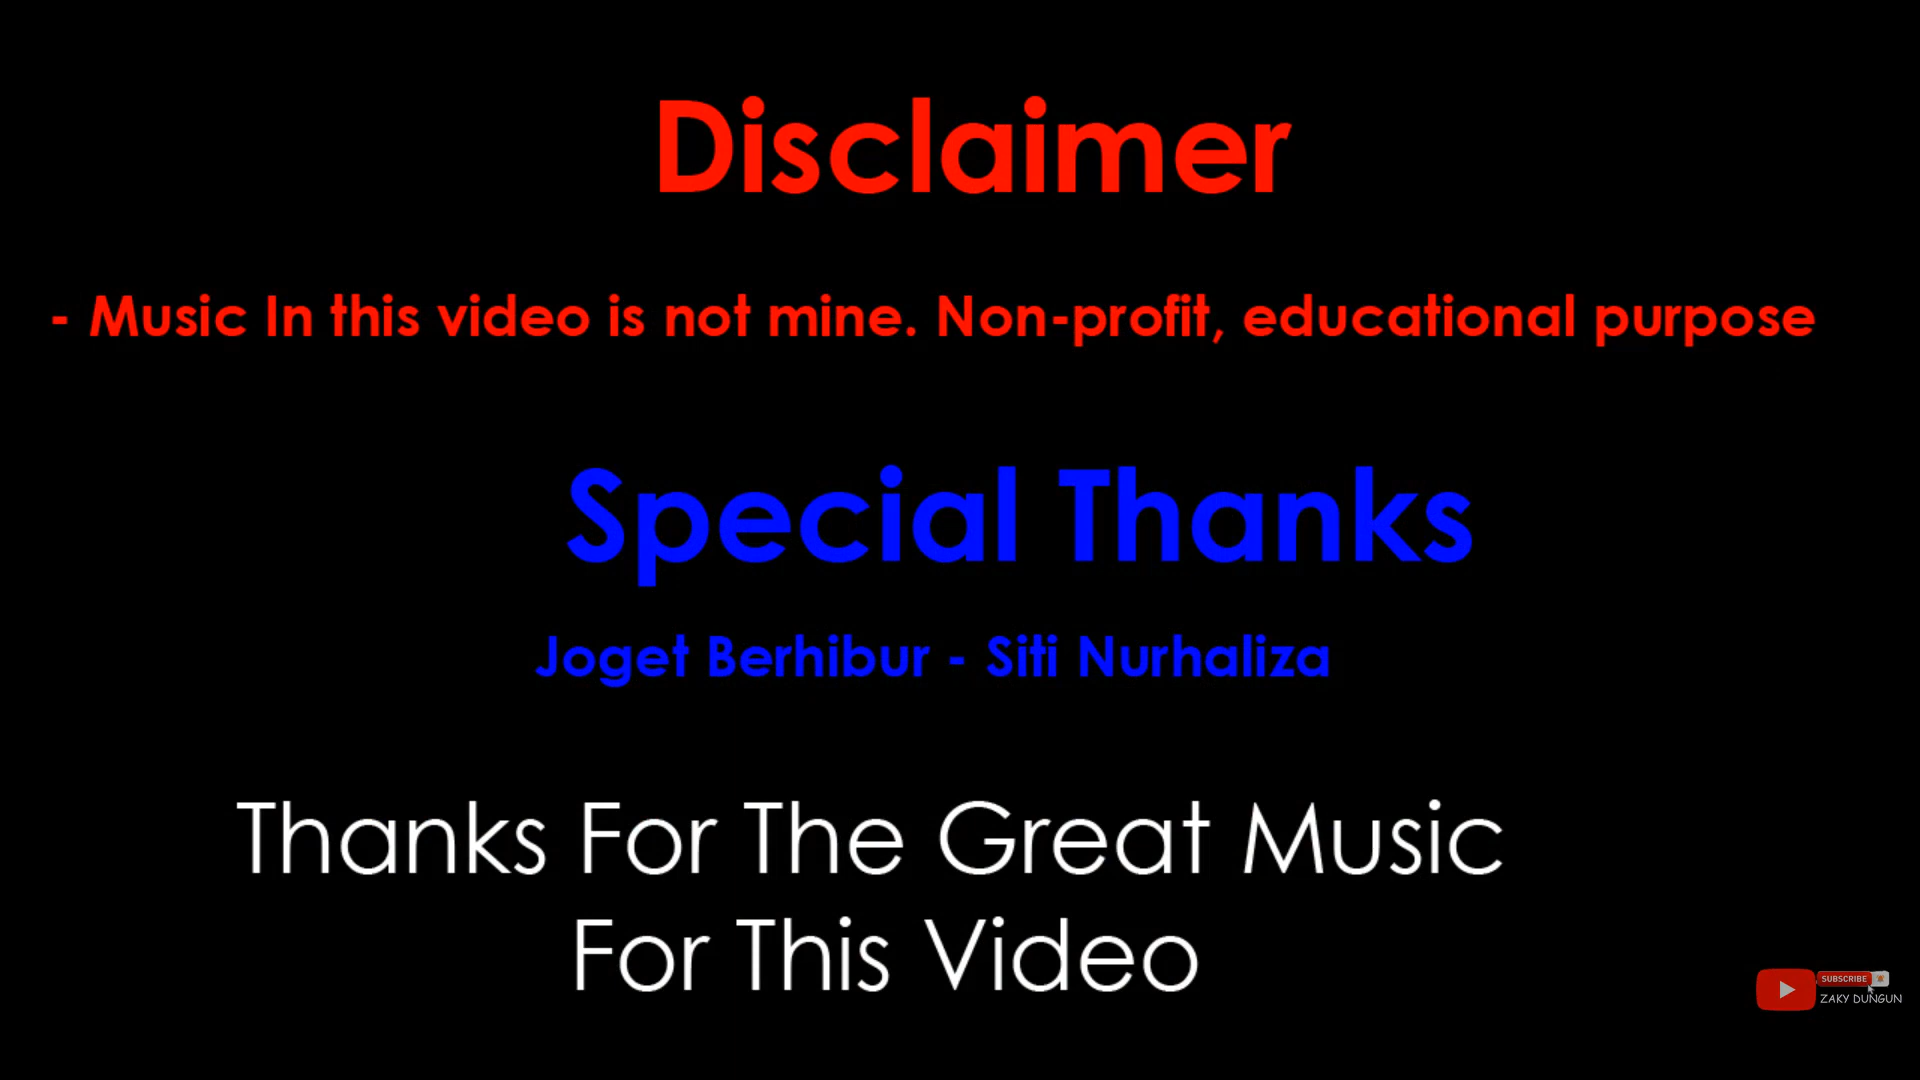 Disclaimer
- Music In this video is not mine. Non-profit, educational purpose
Special Thanks
Joget Berhibur - Siti Nurhaliza
Thanks For The Great Music
For This Video
SUBSCRIBE
ZAKY DUNGUN